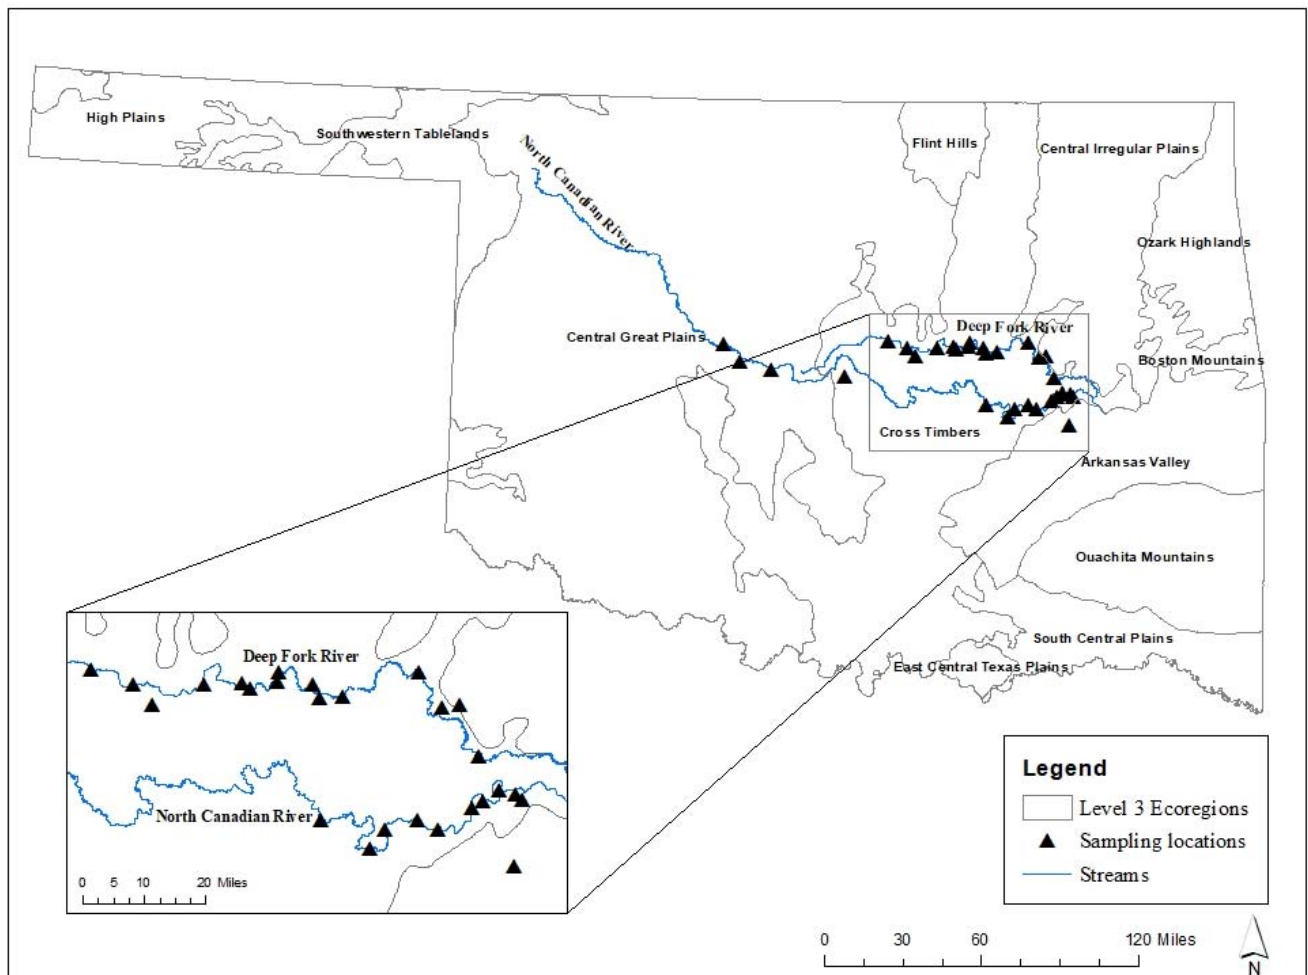 High Plains
Southwestern Tablelands
North Canadian River
Flint Hills
Central Irregular Plains
Ozark Highlands
Central Great Plains
Deep Fork River
Boston Mountains
Cross Timbers
Arkansas Valley
Ouachita Mountains
South Central Plains
East Central Texas Plains
Deep Fork River
North Canadian River
0 5 10 20 Miles
Legend
Level 3 Ecoregions
Sampling locations
Streams
0 30 60 120 Miles
N